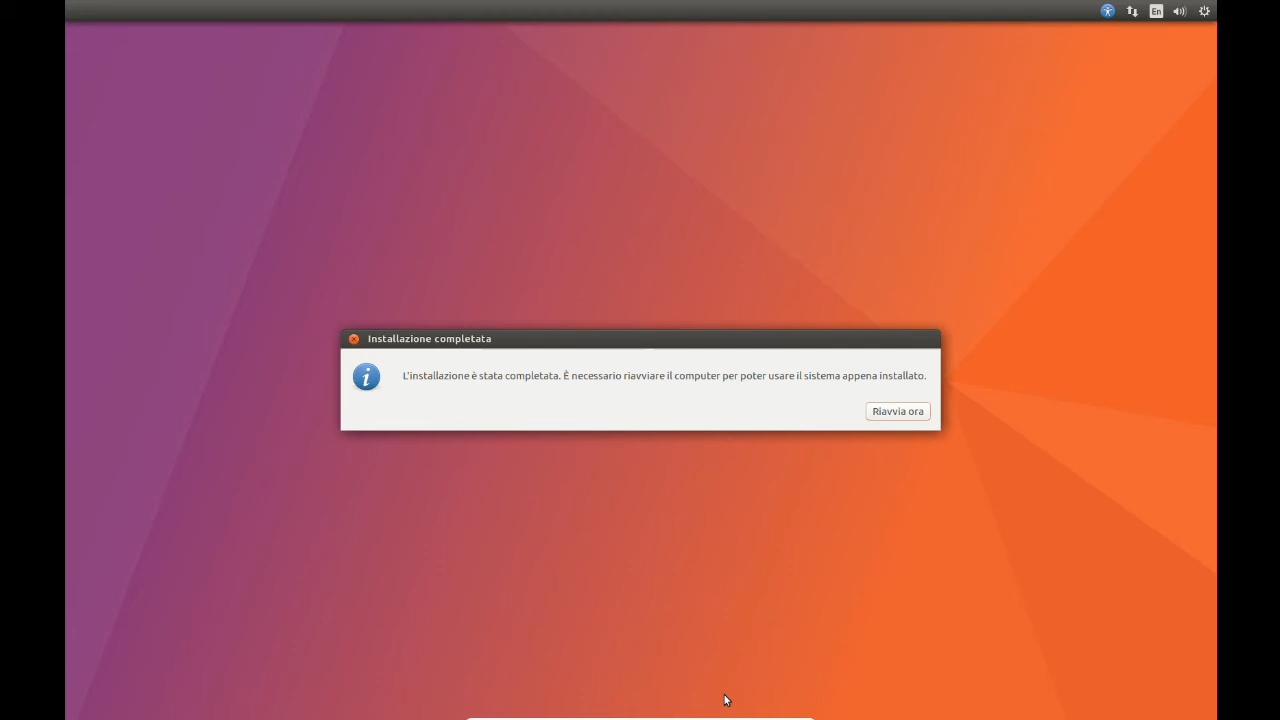 En
Installazione completata
L'installazione è stata completata. È necessario riavviare il computer per poter usare il sistema appena installato.
Riavvia ora